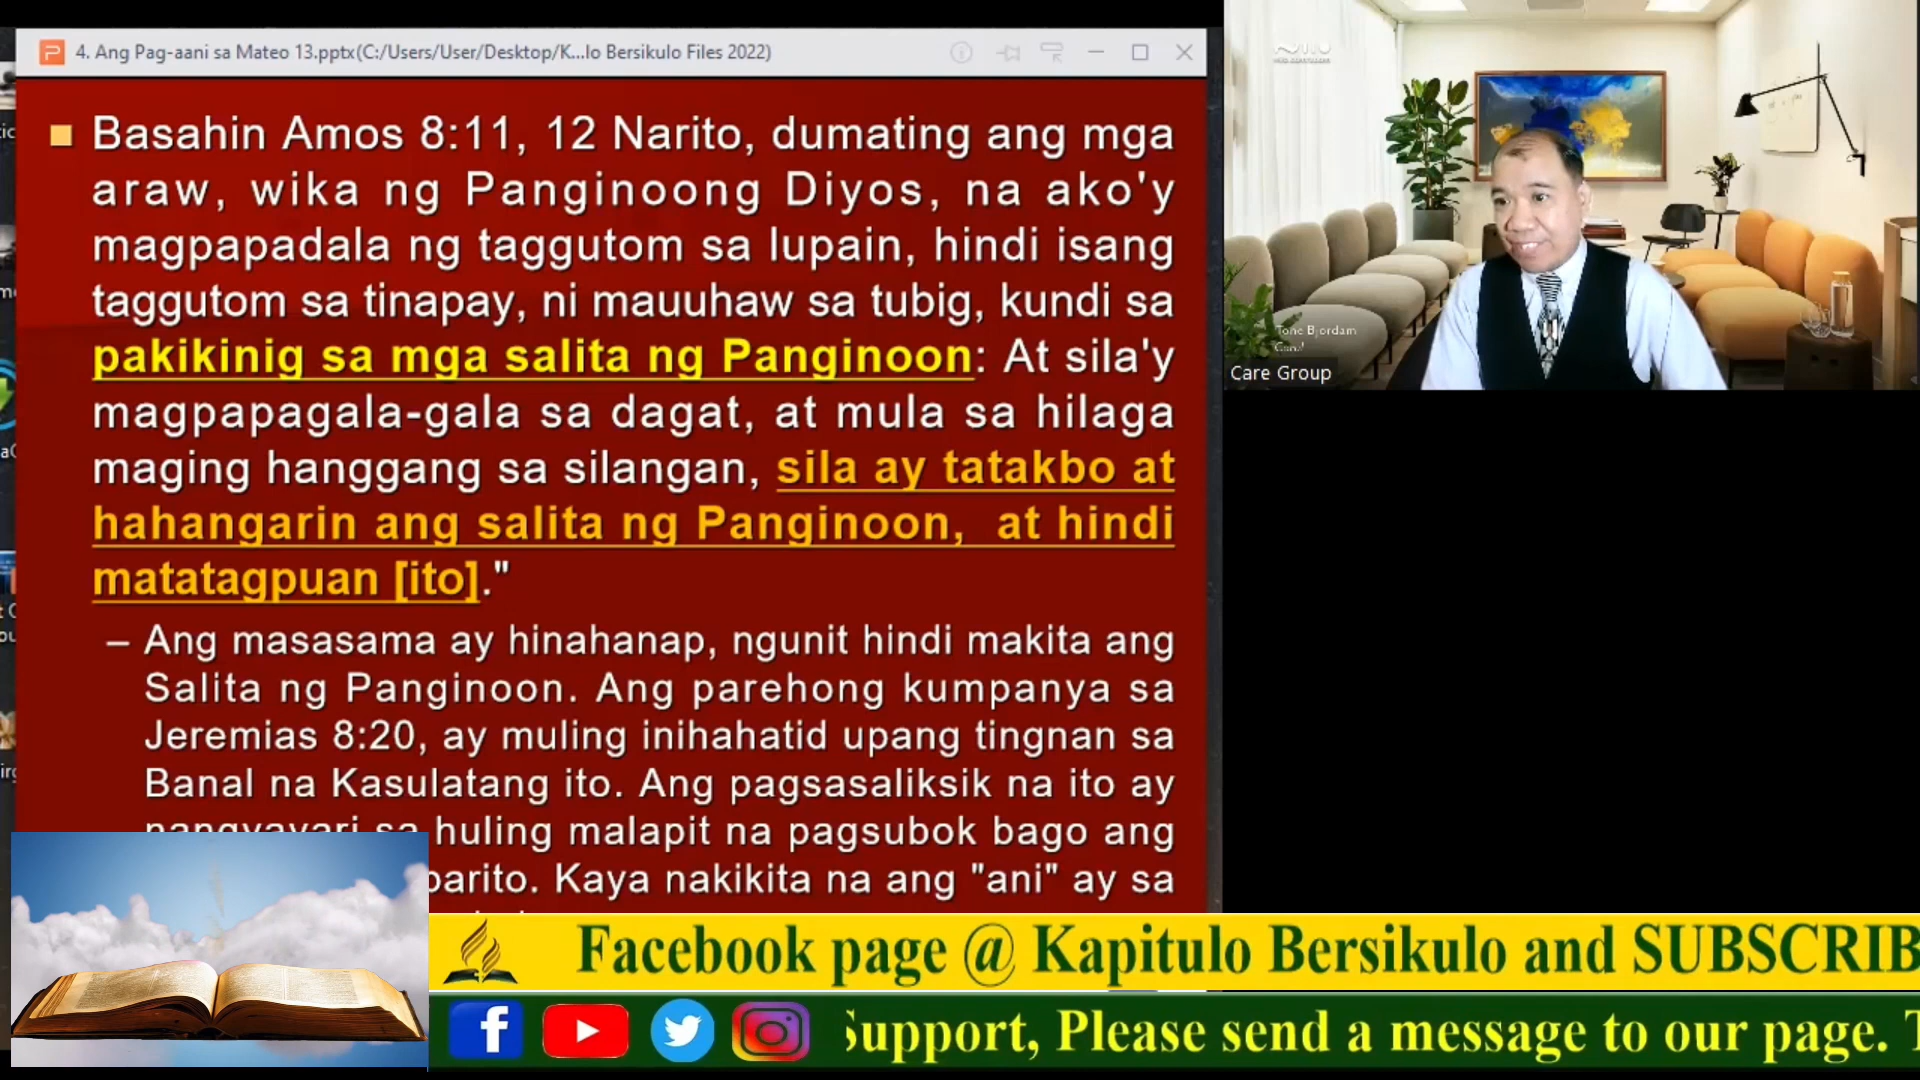 4. Ang Pag-aani sa Mateo 13.pptx(C:/Users/User/Desktop/K...lo Bersikulo Files 2022)
Basahin Amos 8:11, 12 Narito, dumating ang mga
araw, wika ng Panginoong Diyos, na ako'y
magpapadala ng taggutom sa lupain, hindi isang
taggutom sa tinapay, ni mauuhaw sa tubig, kundi sa
pakikinig sa mga salita ng Panginoon: At sila'y
magpapagala-gala sa dagat, at mula sa hilaga
maging hanggang sa silangan, sila ay tatakbo at
hahangarin ang salita ng Panginoon, at hindi
matatagpuan [ito]."
– Ang masasama ay hinahanap, ngunit hindi makita ang
Salita ng Panginoon. Ang parehong kumpanya sa
Jeremias 8:20, ay muling inihahatid upang tingnan sa
Banal na Kasulatang ito. Ang pagsasaliksik na ito ay
nangyayari sa huling malapit na pagsubok bago ang
parito. Kaya nakikita na ang "ani" ay sa
Tone Bjordam
Care Group
Facebook page @ Kapitulo Bersikulo and SUBSCRIB
Support, Please send a message to our page. T